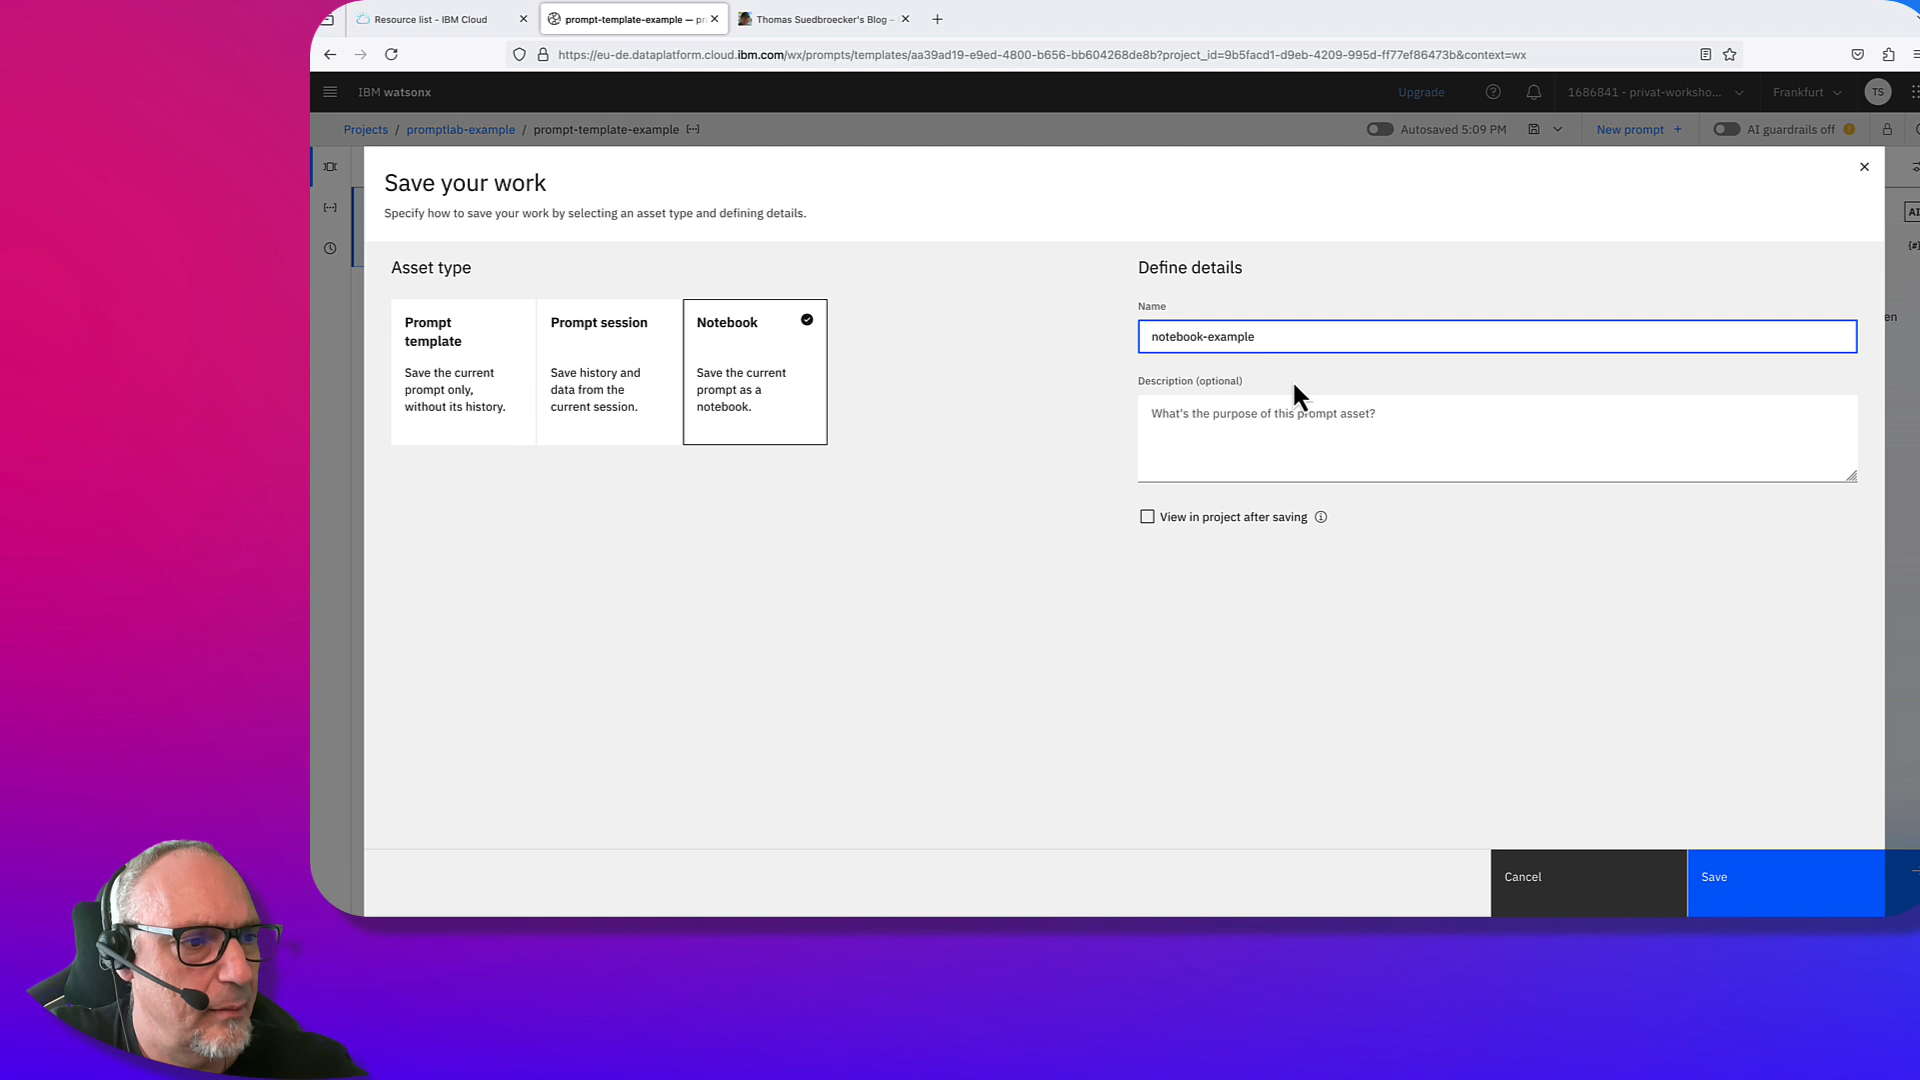 Resource list - IBM Cloud
prompt-template-example — pr
Thomas Suedbroecker's Blog -
https://eu-de.dataplatform.cloud.ibm.com/wx/prompts/templates/aa39ad19-e9ed-4800-b656-bb604268de8b?project_id=9b5facd1-d9eb-4209-995d-ff77ef86473b&context=wx
IBM watsonx
Upgrade
1686841 - privat-worksho...
Frankfurt
TS
Projects / promptlab-example / prompt-template-example
Autosaved 5:09 PM
New prompt +
AI guardrails off
Save your work
Specify how to save your work by selecting an asset type and defining details.
Asset type
Prompt
template
Save the current
prompt only,
without its history.
Prompt session
Save history and
data from the
current session.
Notebook
Save the current
prompt as a
notebook.
Define details
Name
notebook-example
Description (optional)
What's the purpose of this prompt asset?
View in project after saving
Cancel
Save
AI
{#}
en